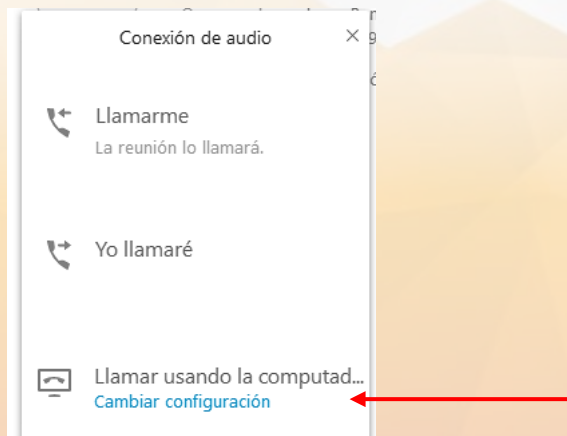 Conexión de audio
Llamarme
La reunión lo llamará.
Yo llamaré
Llamar usando la computad...
Cambiar configuración